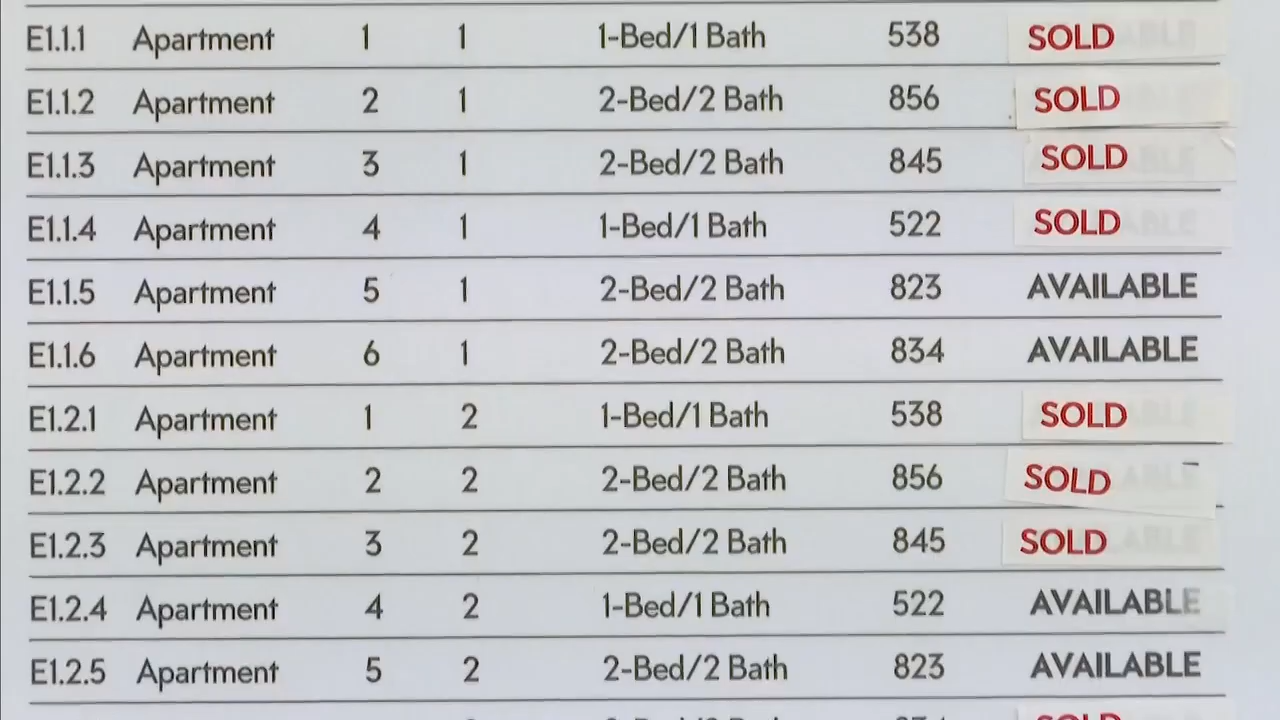 E1.1.1 Apartment 1 1 1-Bed/1 Bath 538 SOLD
E1.1.2 Apartment 2 1 2-Bed/2 Bath 856 SOLD
E1.1.3 Apartment 3 1 2-Bed/2 Bath 845 SOLD
E1.1.4 Apartment 4 1 1-Bed/1 Bath 522 SOLD
E1.1.5 Apartment 5 1 2-Bed/2 Bath 823 AVAILABLE
E1.1.6 Apartment 6 1 2-Bed/2 Bath 834 AVAILABLE
E1.2.1 Apartment 1 2 1-Bed/1 Bath 538 SOLD
E1.2.2 Apartment 2 2 2-Bed/2 Bath 856 SOLD
E1.2.3 Apartment 3 2 2-Bed/2 Bath 845 SOLD
E1.2.4 Apartment 4 2 1-Bed/1 Bath 522 AVAILABLE
E1.2.5 Apartment 5 2 2-Bed/2 Bath 823 AVAILABLE